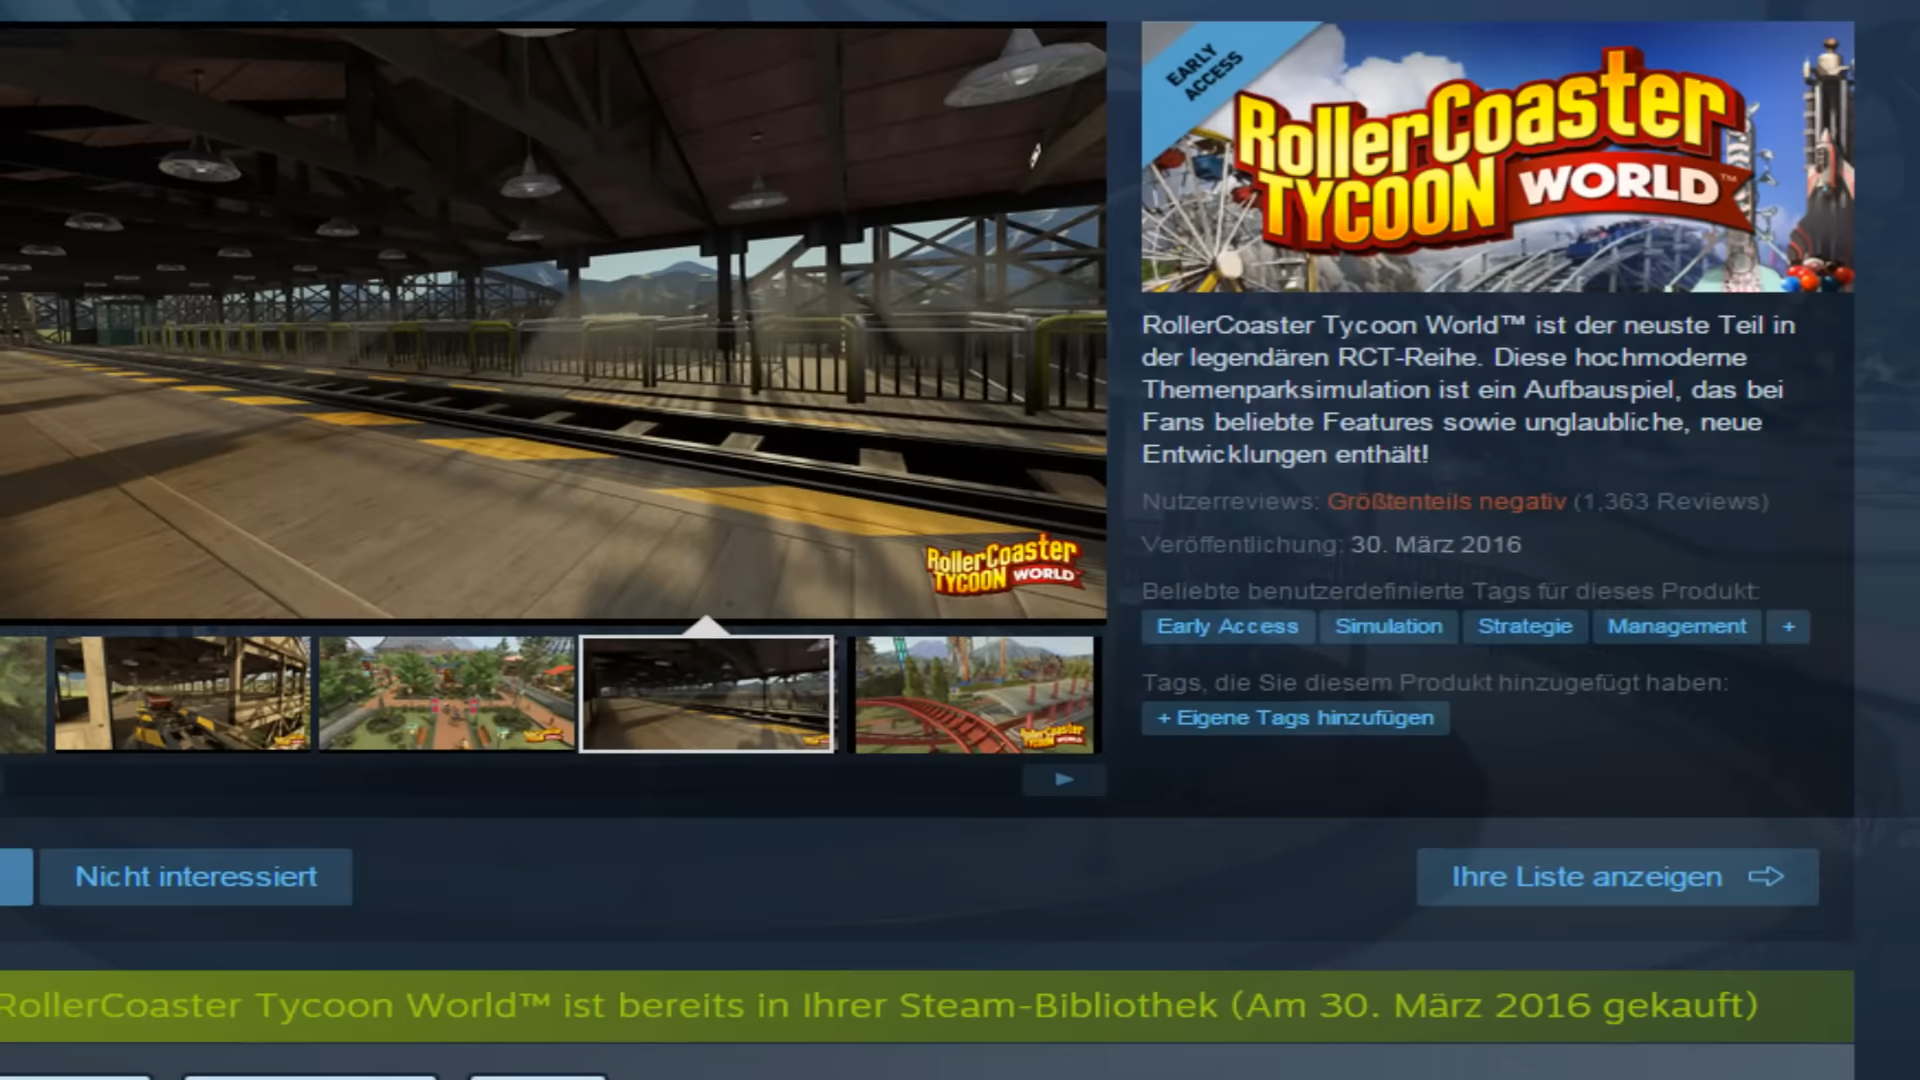 EARLY
ACCESS
RollerCoaster
TYCOON WORLD™
RollerCoaster Tycoon World™ ist der neuste Teil in
der legendären RCT-Reihe. Diese hochmoderne
Themenparksimulation ist ein Aufbauspiel, das bei
Fans beliebte Features sowie unglaubliche, neue
Entwicklungen enthält!
Nutzerreviews: Größtenteils negativ (1,363 Reviews)
Veröffentlichung: 30. März 2016
Beliebte benutzerdefinierte Tags für dieses Produkt:
Early Access Simulation Strategie Management +
Tags, die Sie diesem Produkt hinzugefügt haben:
+ Eigene Tags hinzufügen
RollerCoaster
TYCOON WORLD
RollerCoaster
TYCOON WORLD
Nicht interessiert
Ihre Liste anzeigen
RollerCoaster Tycoon World™ ist bereits in Ihrer Steam-Bibliothek (Am 30. März 2016 gekauft)